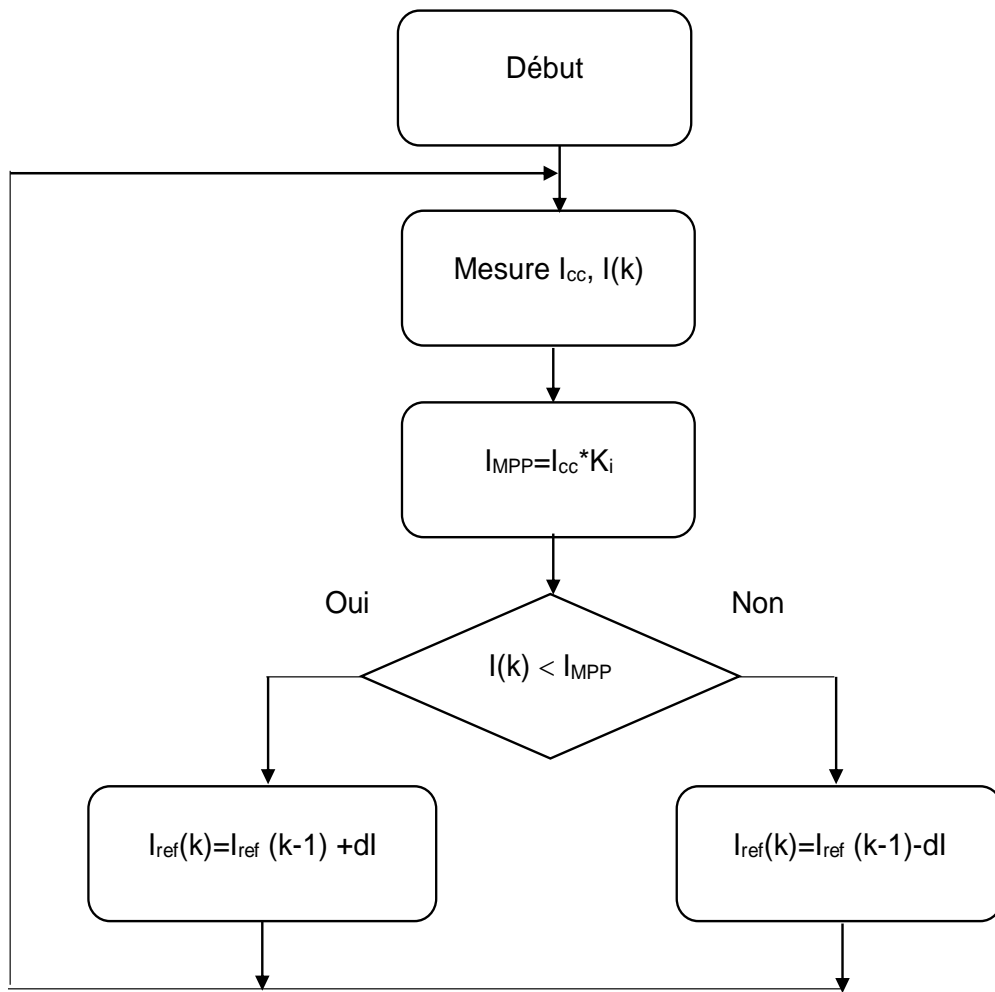 Début
Mesure Icc, I(k)
IMPP=Icc*Ki
Oui
Non
I(k) < IMPP
Iref(k)=Iref (k-1) +dI
Iref(k)=Iref (k-1)-dI